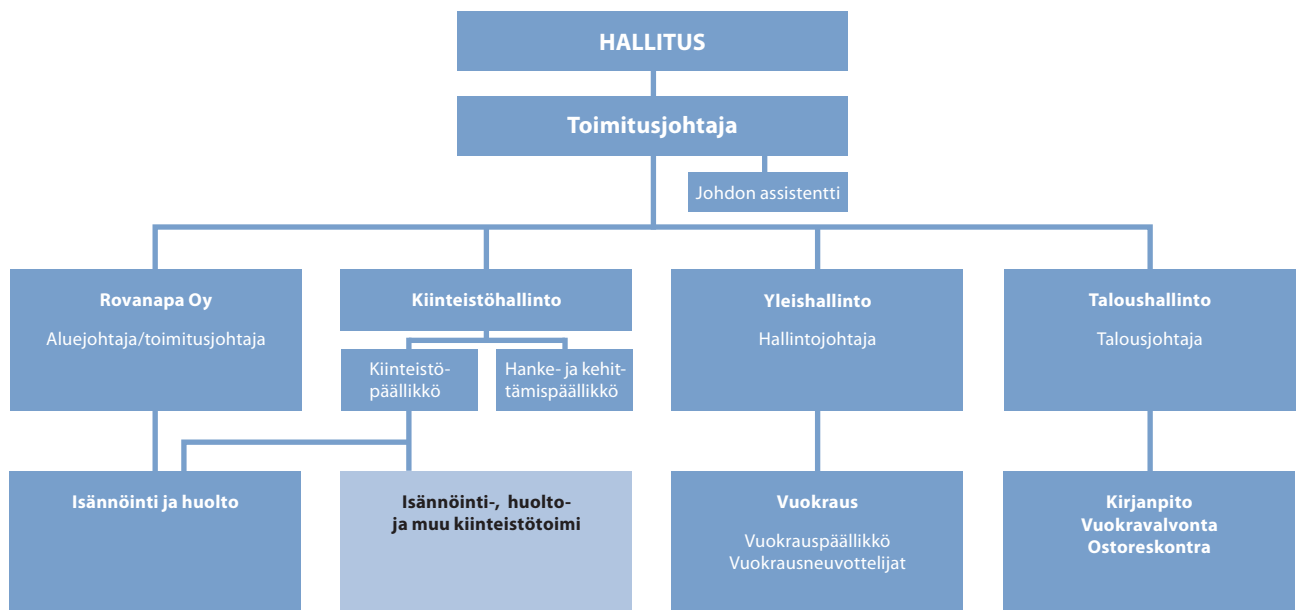 HALLITUS
Toimitusjohtaja
Johdon assistentti
Rovanapa Oy
Aluejohtaja/toimitusjohtaja
Kiinteistöhallinto
Kiinteistö-
päällikkö
Hanke- ja kehit-
tämispäällikkö
Yleishallinto
Hallintojohtaja
Taloushallinto
Talousjohtaja
Isännöinti ja huolto
Isännöinti-, huolto-
ja muu kiinteistötoimi
Vuokraus
Vuokrauspäällikkö
Vuokrausneuvottelijat
Kirjanpito
Vuokravalvonta
Ostoreskontra